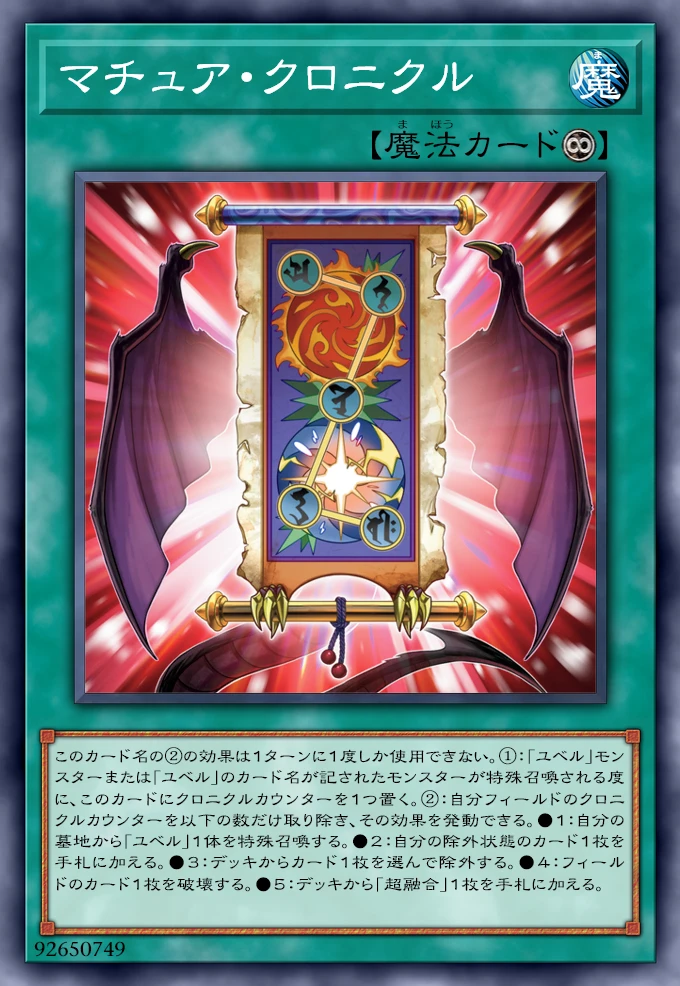 マチュア・クロニクル
魔
ま
ま ほう
【魔法カード♾】
このカード名の②の効果は1ターンに1度しか使用できない。①:「ユベル」モン
スターまたは「ユベル」のカード名が記されたモンスターが特殊召喚される度
に、このカードにクロニクルカウンターを1つ置く。②:自分フィールドのクロニ
クルカウンターを以下の数だけ取り除き、その効果を発動できる。●1:自分の
墓地から「ユベル」1体を特殊召喚する。●2:自分の除外状態のカード1枚を
手札に加える。●3:デッキからカード1枚を選んで除外する。●4:フィール
ドのカード1枚を破壊する。●5:デッキから「超融合」1枚を手札に加える。
92650749